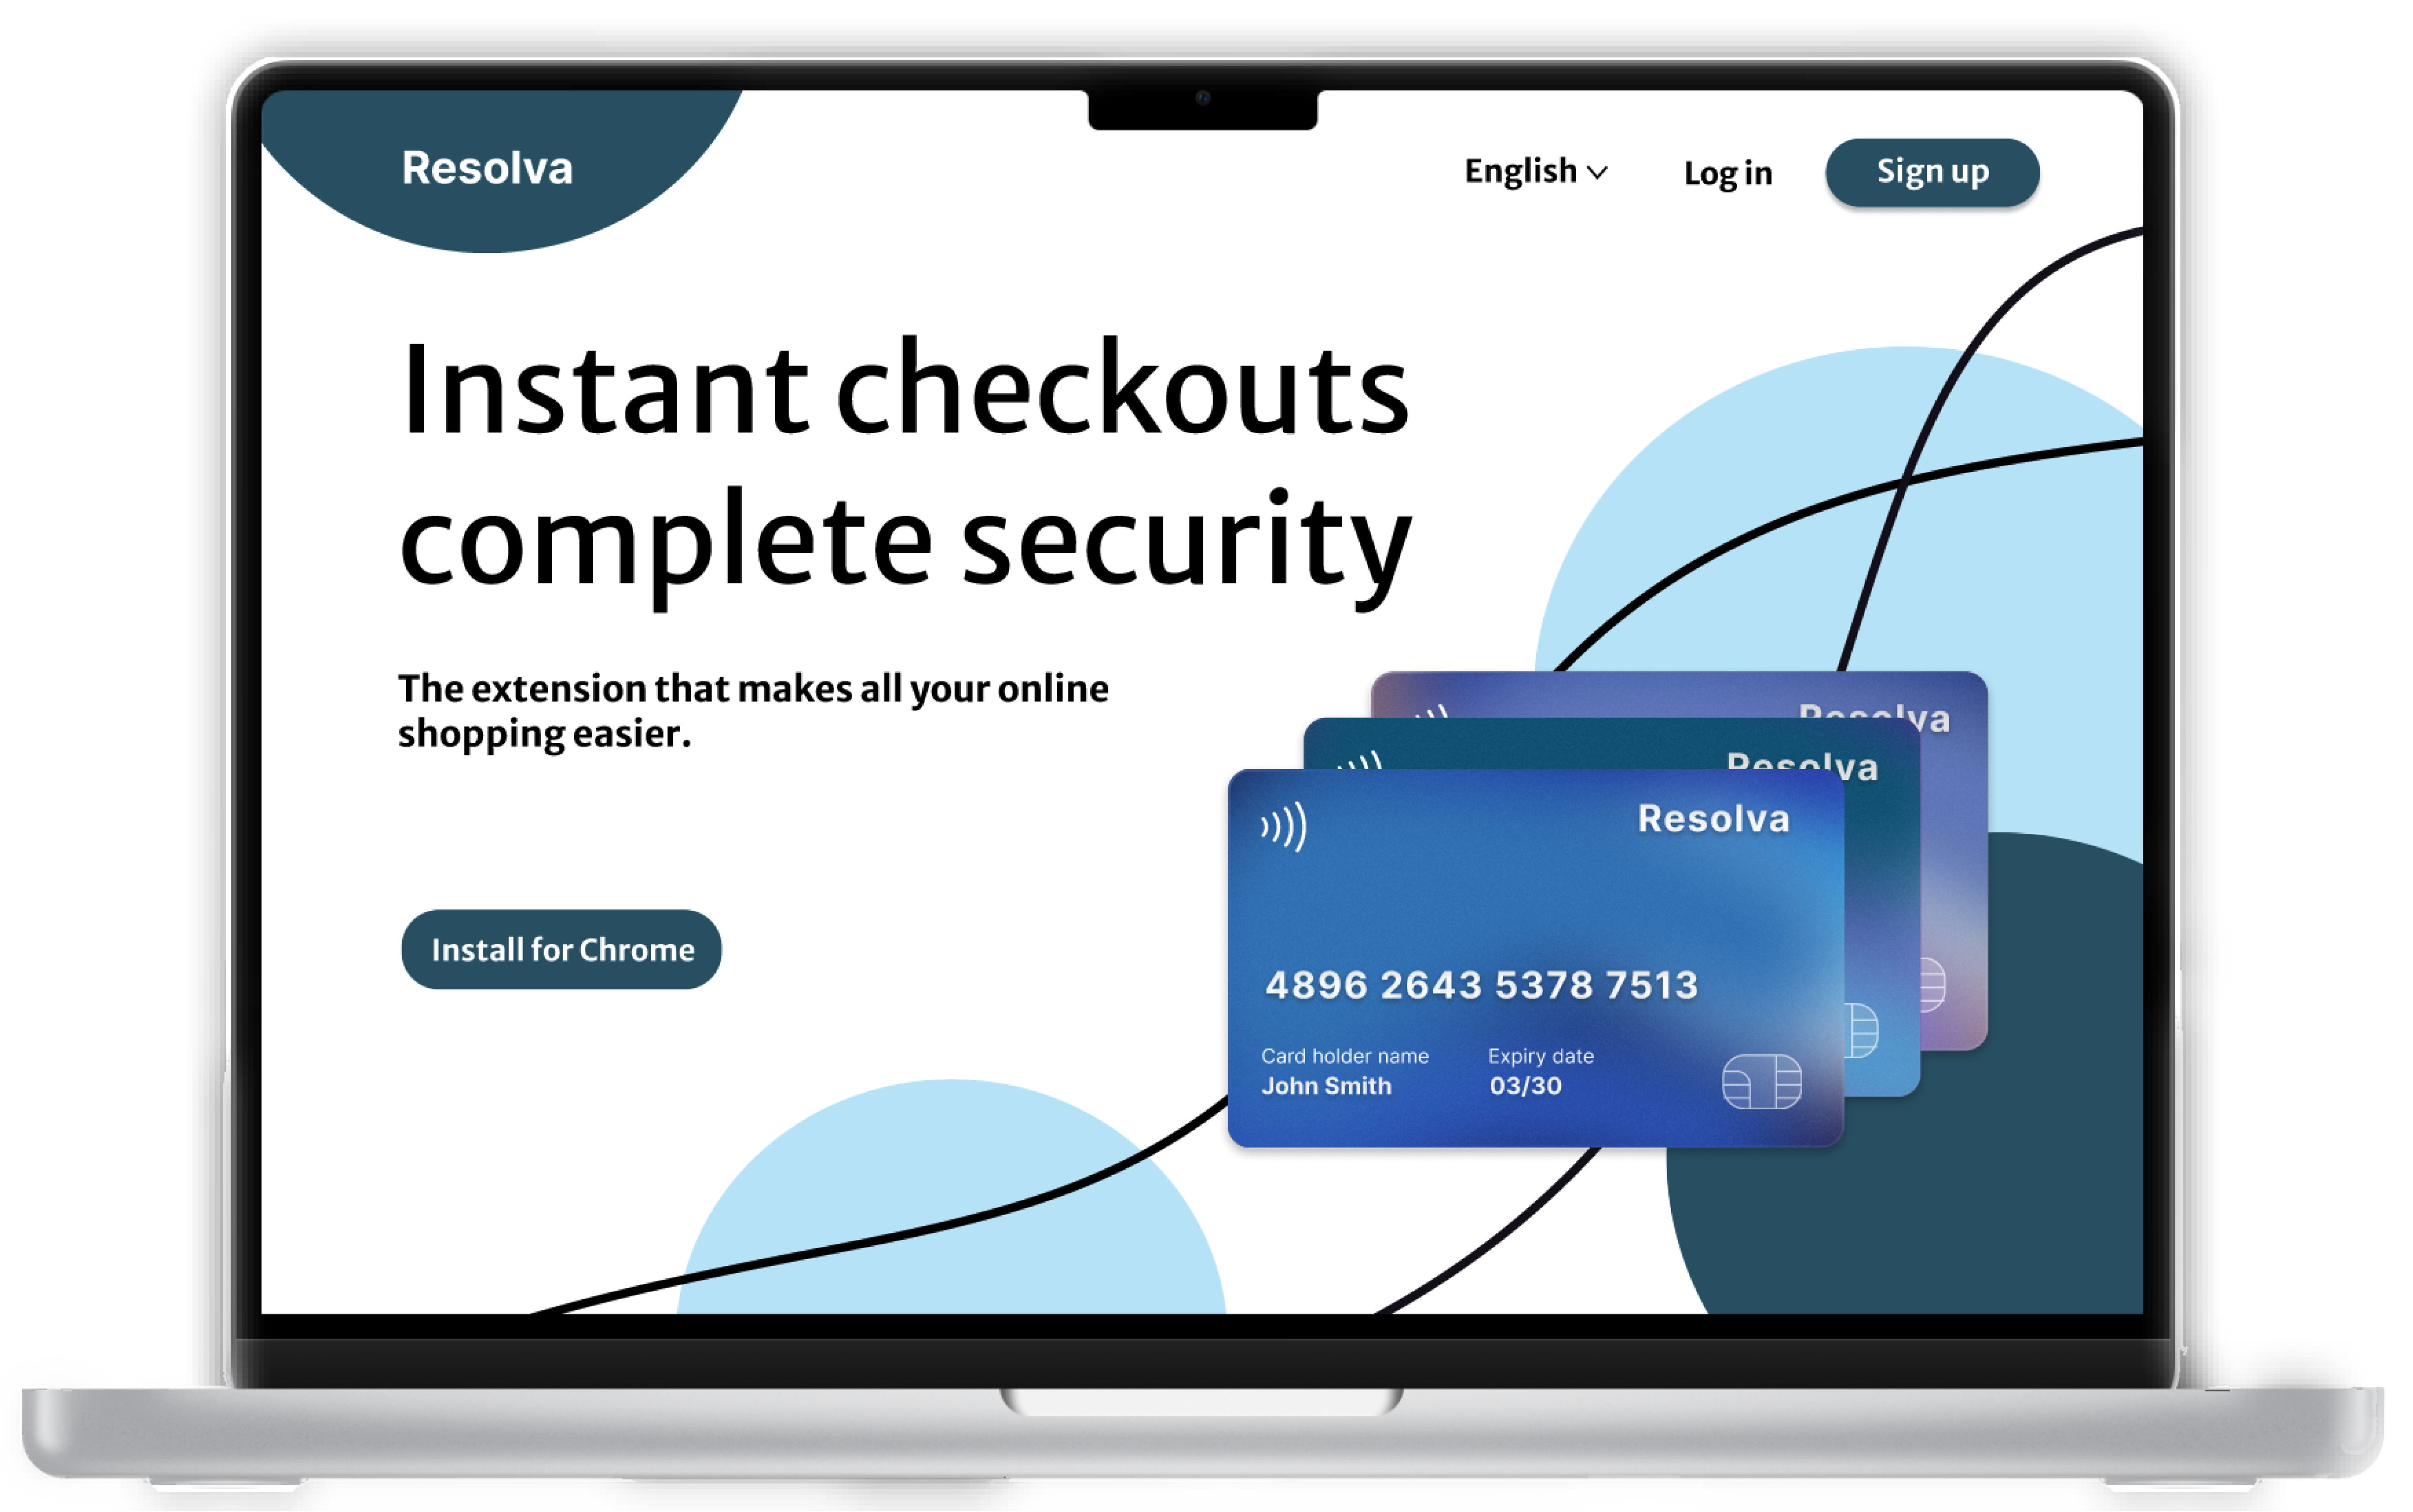 Resolva
English
Log in
Sign up
Instant checkouts
complete security
The extension that makes all your online
shopping easier.
Install for Chrome
Resolva
Resolva
Resolva
4896 2643 5378 7513
Card holder name
Expiry date
John Smith
03/30